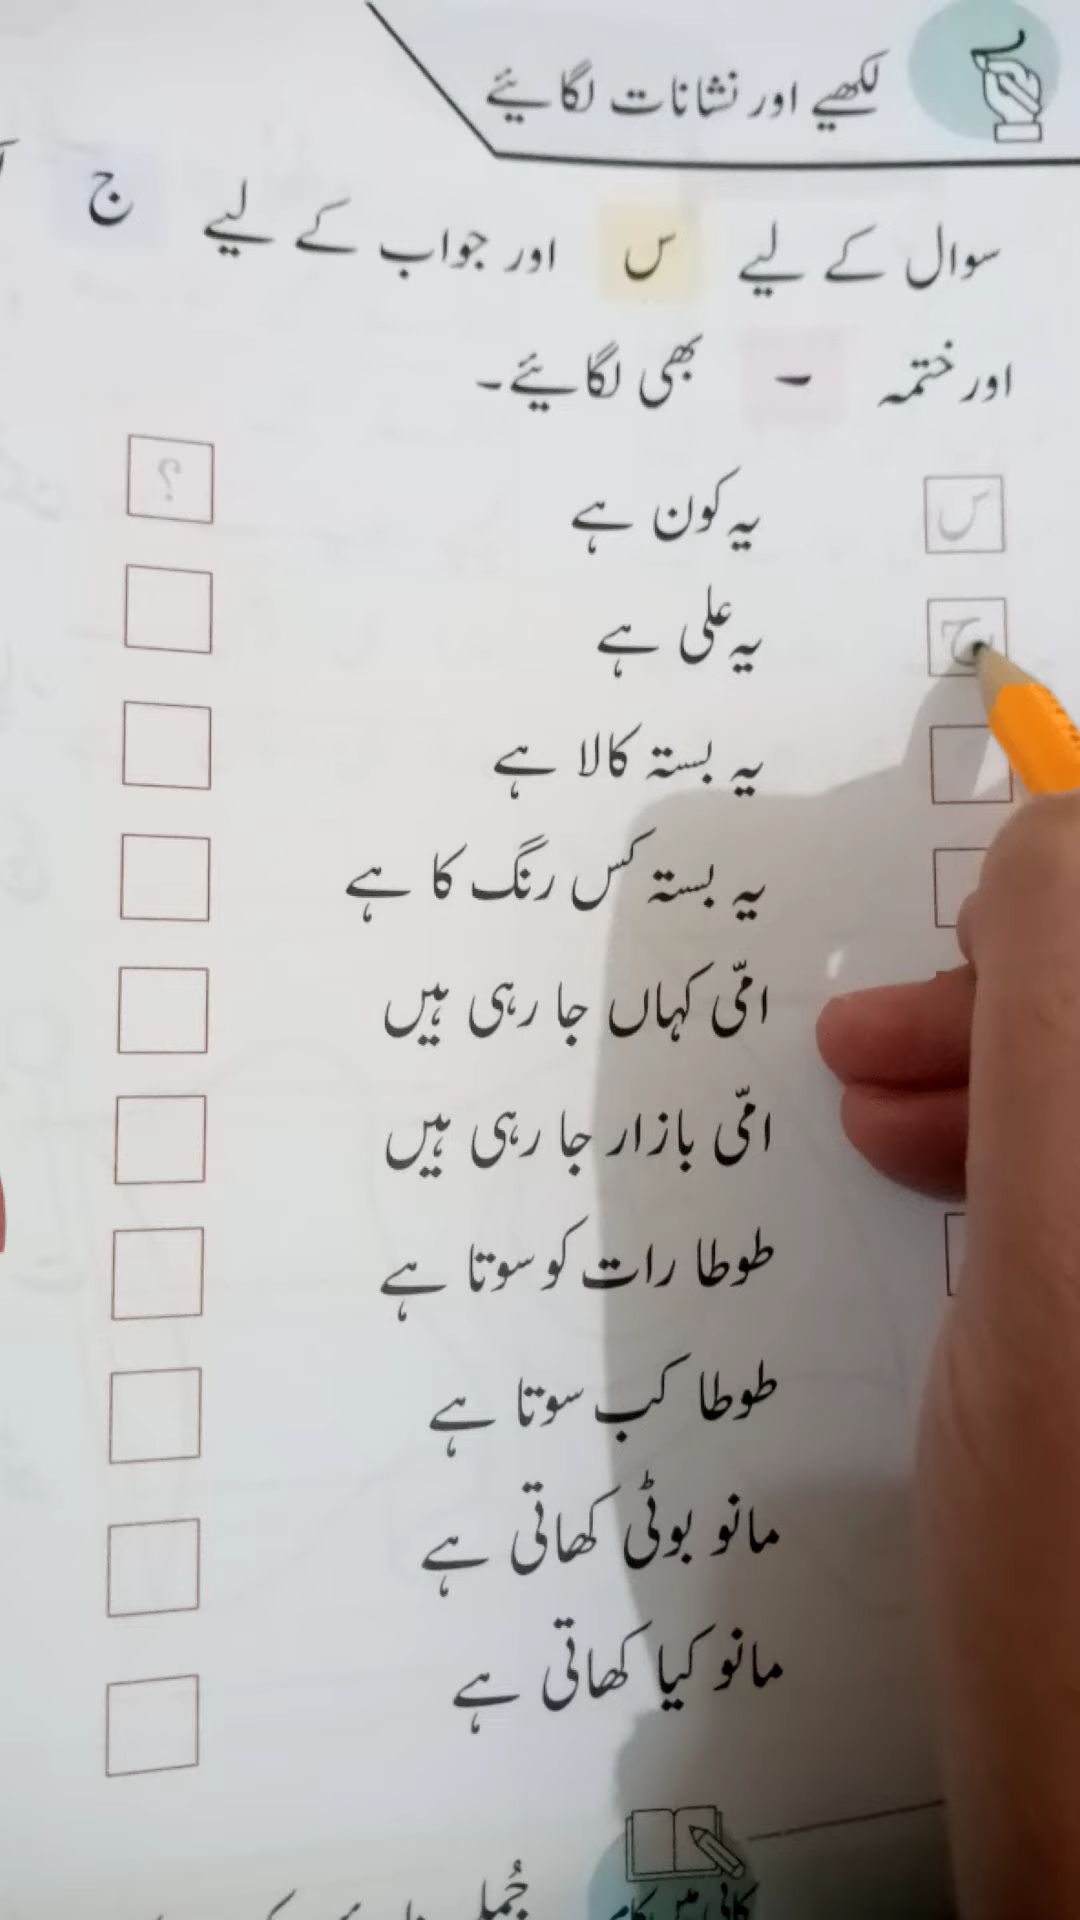 لکھیے اور نشانات لگائیے
سوال کے لیے س اور جواب کے لیے ج
اور ختمہ ۔ بھی لگائیے۔
س یہ کون ہے ؟
ج یہ علی ہے
یہ بستہ کالا ہے
یہ بستہ کس رنگ کا ہے
امّی کہاں جا رہی ہیں
امّی بازار جا رہی ہیں
طوطا رات کو سوتا ہے
طوطا کب سوتا ہے
مانو بوٹی کھاتی ہے
مانو کیا کھاتی ہے